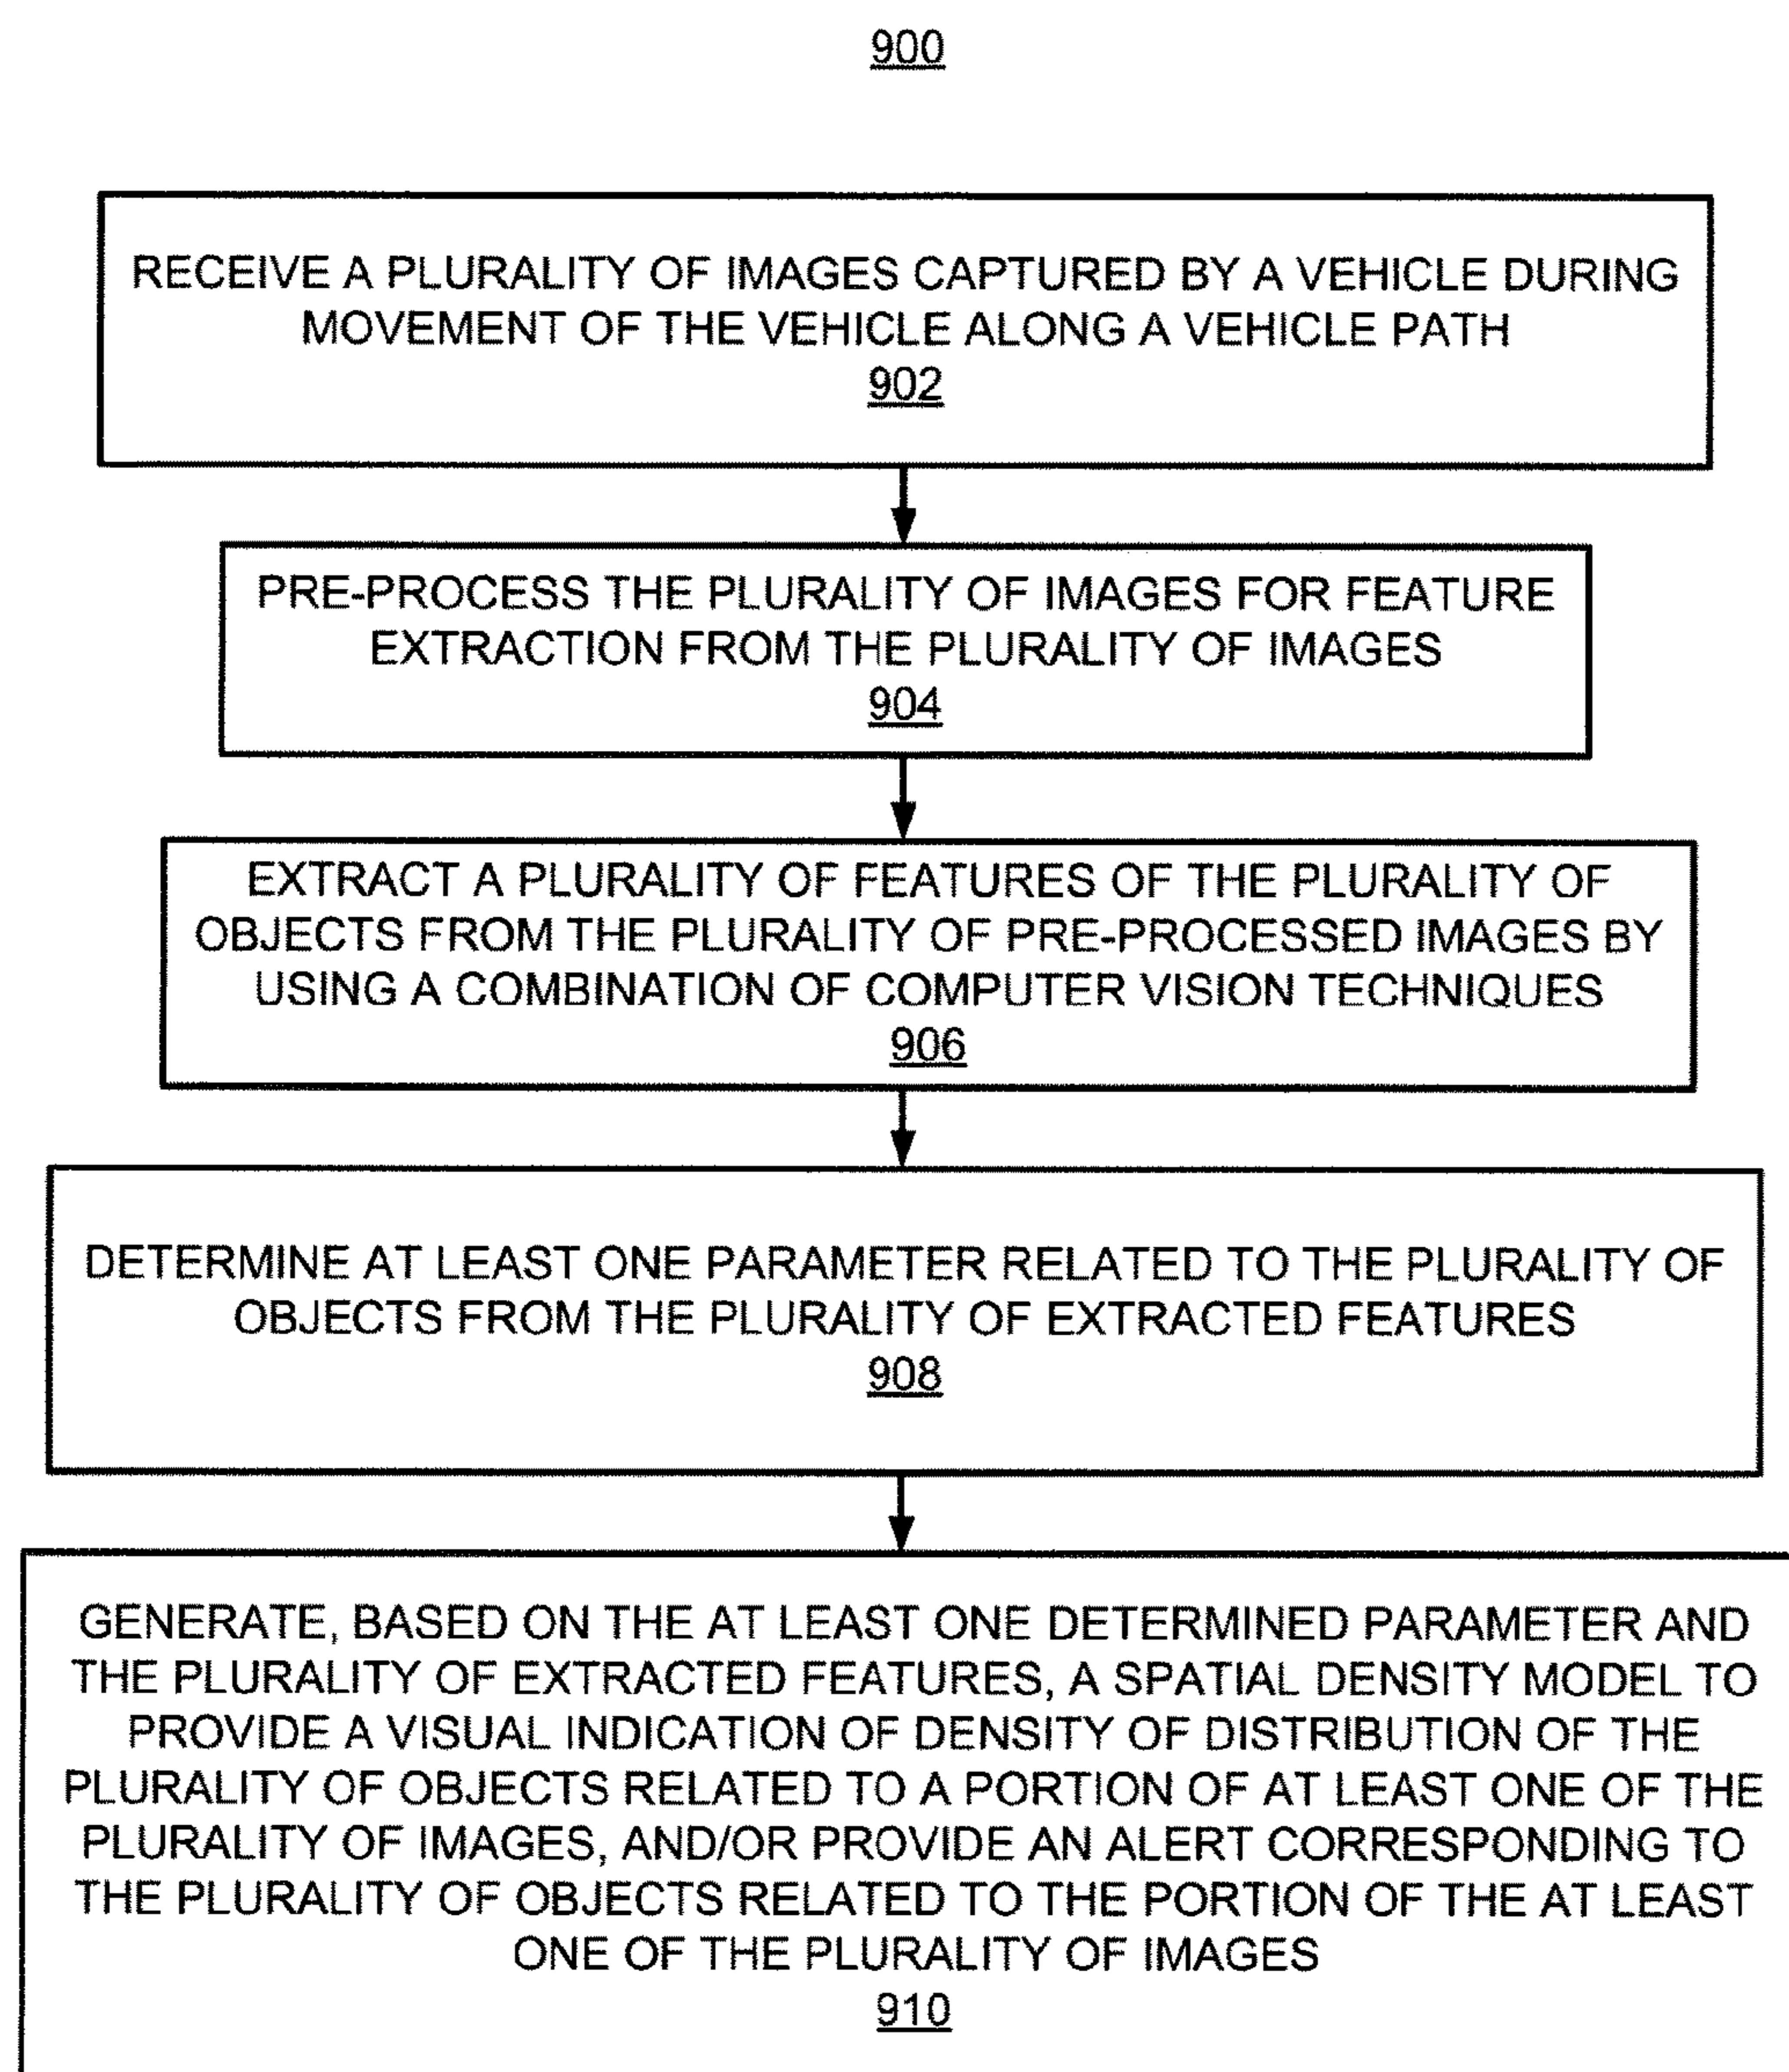 900
RECEIVE A PLURALITY OF IMAGES CAPTURED BY A VEHICLE DURING
MOVEMENT OF THE VEHICLE ALONG A VEHICLE PATH
902
PRE-PROCESS THE PLURALITY OF IMAGES FOR FEATURE
EXTRACTION FROM THE PLURALITY OF IMAGES
904
EXTRACT A PLURALITY OF FEATURES OF THE PLURALITY OF
OBJECTS FROM THE PLURALITY OF PRE-PROCESSED IMAGES BY
USING A COMBINATION OF COMPUTER VISION TECHNIQUES
906
DETERMINE AT LEAST ONE PARAMETER RELATED TO THE PLURALITY OF
OBJECTS FROM THE PLURALITY OF EXTRACTED FEATURES
908
GENERATE, BASED ON THE AT LEAST ONE DETERMINED PARAMETER AND
THE PLURALITY OF EXTRACTED FEATURES, A SPATIAL DENSITY MODEL TO
PROVIDE A VISUAL INDICATION OF DENSITY OF DISTRIBUTION OF THE
PLURALITY OF OBJECTS RELATED TO A PORTION OF AT LEAST ONE OF THE
PLURALITY OF IMAGES, AND/OR PROVIDE AN ALERT CORRESPONDING TO
THE PLURALITY OF OBJECTS RELATED TO THE PORTION OF THE AT LEAST
ONE OF THE PLURALITY OF IMAGES
910